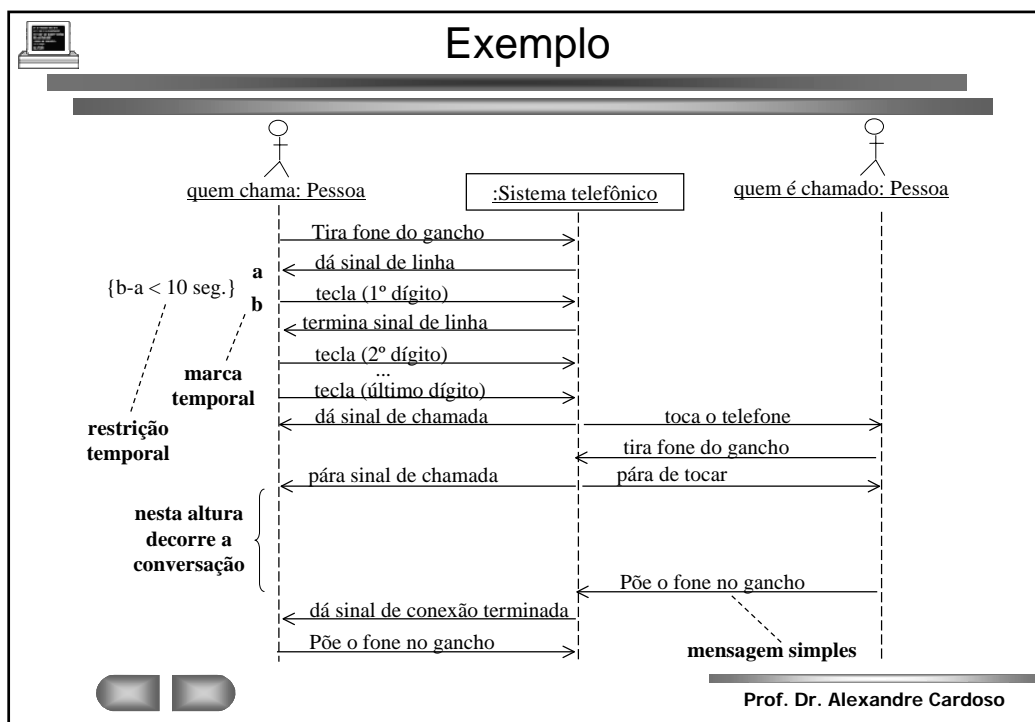 Exemplo
quem chama: Pessoa
:Sistema telefônico
quem é chamado: Pessoa
Tira fone do gancho
dá sinal de linha
a
{b-a < 10 seg.}
b
tecla (1º dígito)
termina sinal de linha
tecla (2º dígito)
...
marca
temporal
tecla (último dígito)
dá sinal de chamada
toca o telefone
restrição
temporal
tira fone do gancho
pára sinal de chamada
pára de tocar
nesta altura
decorre a
conversação
Põe o fone no gancho
dá sinal de conexão terminada
Põe o fone no gancho
mensagem simples
Prof. Dr. Alexandre Cardoso